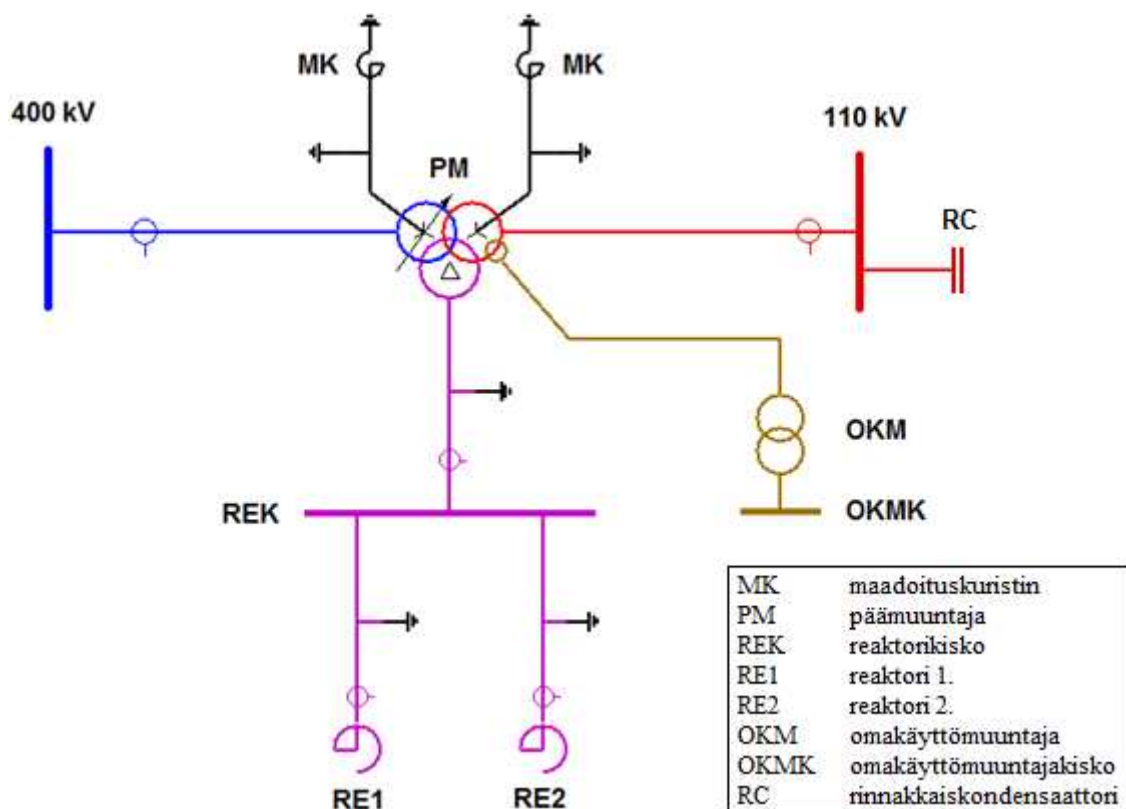 MK
MK
400 kV
110 kV
PM
RC
OKM
REK
OKMK
RE1
RE2
MK maadoituskuristin
PM päämuuntaja
REK reaktorikisko
RE1 reaktori 1.
RE2 reaktori 2.
OKM omakäyttömuuntaja
OKMK omakäyttömuuntajakisko
RC rinnakkaiskondensaattori